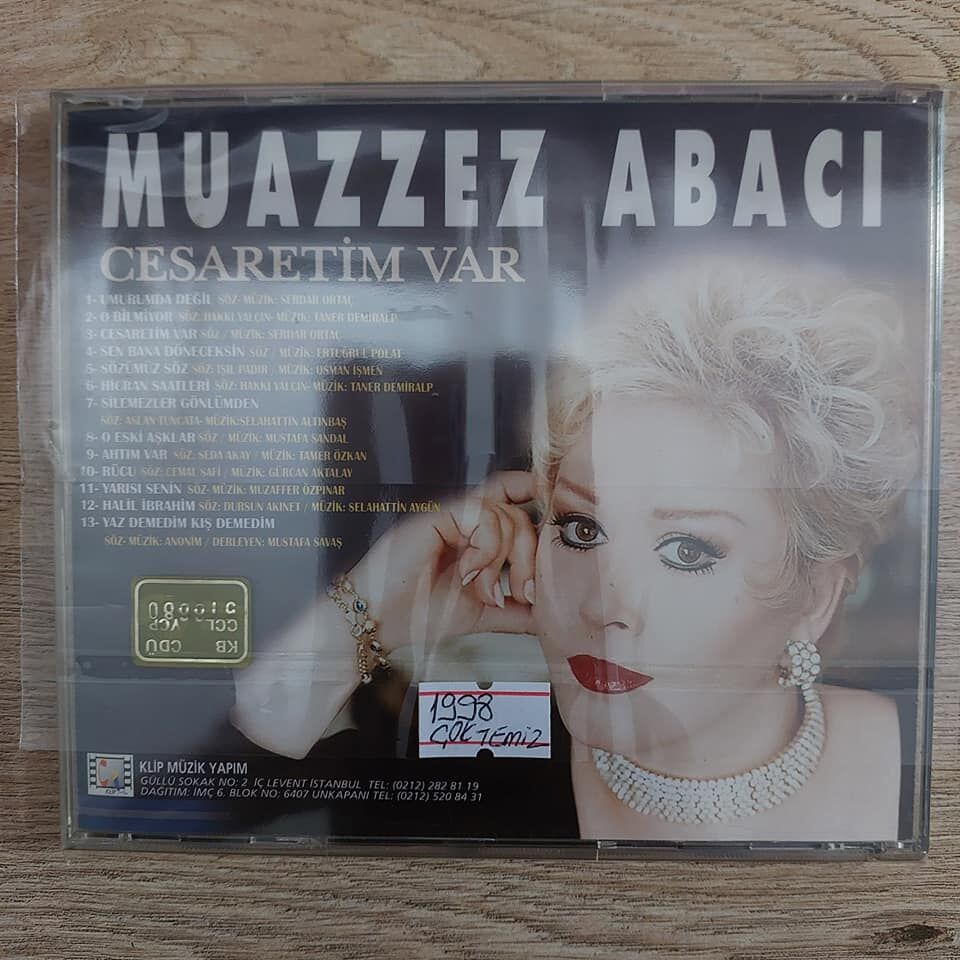 MUAZZEZ ABACI
CESARETİM VAR
1- UMURUMDA DEĞİL SÖZ- MÜZİK: SERDAR ORTAÇ
2- O BİLMİYOR SÖZ: HAKKI YALÇIN- MÜZİK: TANER DEMİRALP
3- CESARETİM VAR SÖZ / MÜZİK: SERDAR ORTAÇ
4- SEN BANA DÖNECEKSİN SÖZ / MÜZİK: ERTUĞRUL POLAT
5- SÖZÜMÜZ SÖZ SÖZ: IŞIL PADIR / MÜZİK: OSMAN İŞMEN
6- HİCRAN SAATLERİ SÖZ: HAKKI YALÇIN- MÜZİK: TANER DEMİRALP
7- SİLEMEZLER GÖNLÜMDEN
SÖZ: ASLAN TUNCATA- MÜZİK:SELAHATTİN ALTINBAŞ
8- O ESKİ AŞKLAR SÖZ / MÜZİK: MUSTAFA SANDAL
9- AHTIM VAR SÖZ: SEDA AKAY / MÜZİK: TAMER ÖZKAN
10- RÜCU SÖZ: CEMAL SAFİ / MÜZİK: GÜRCAN AKTALAY
11- YARISI SENİN SÖZ- MÜZİK: MUZAFFER ÖZPINAR
12- HALİL İBRAHİM SÖZ: DURSUN AKINET / MÜZİK: SELAHATTİN AYGÜN
13- YAZ DEMEDİM KIŞ DEMEDİM
SÖZ- MÜZİK: ANONİM / DERLEYEN: MUSTAFA SAVAŞ
KB CDÜ
CCL
1998
ÇOK TEMİZ
KLİP MÜZİK YAPIM
GÜLLÜ SOKAK NO: 2 İÇ LEVENT İSTANBUL TEL: (0212) 282 81 19
DAĞITIM: İMÇ 6. BLOK NO: 6407 UNKAPANI TEL: (0212) 520 84 31